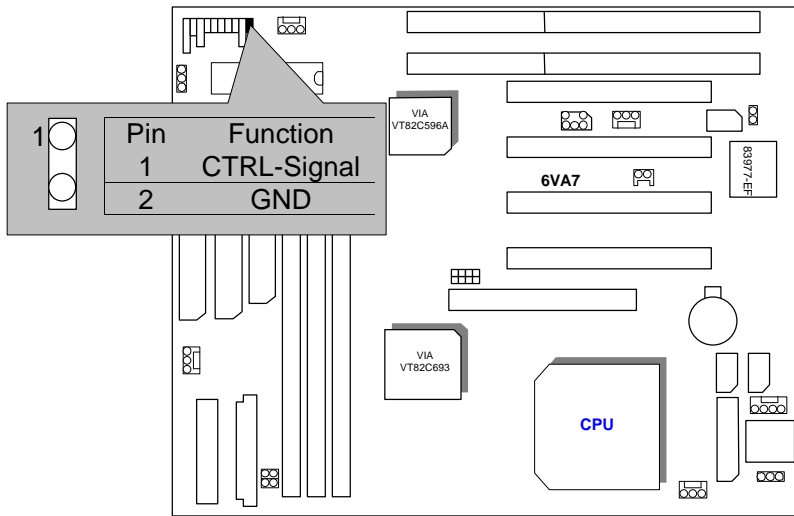 VIA
VT82C596A
83977-EF
6VA7
1
Pin Function
1 CTRL-Signal
2 GND
VIA
VT82C693
CPU